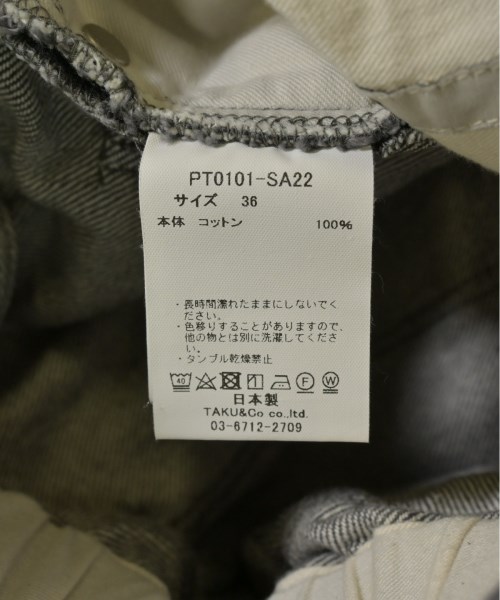 PT0101-SA22
サイズ 36
本体 コットン 100%
・長時間濡れたままにしないでく
ださい。
・色移りすることがありますので、
他の物とは別に洗濯してくださ
い。
・タンブル乾燥禁止
40 F W
日本製
TAKU&Co co.,ltd.
03-6712-2709